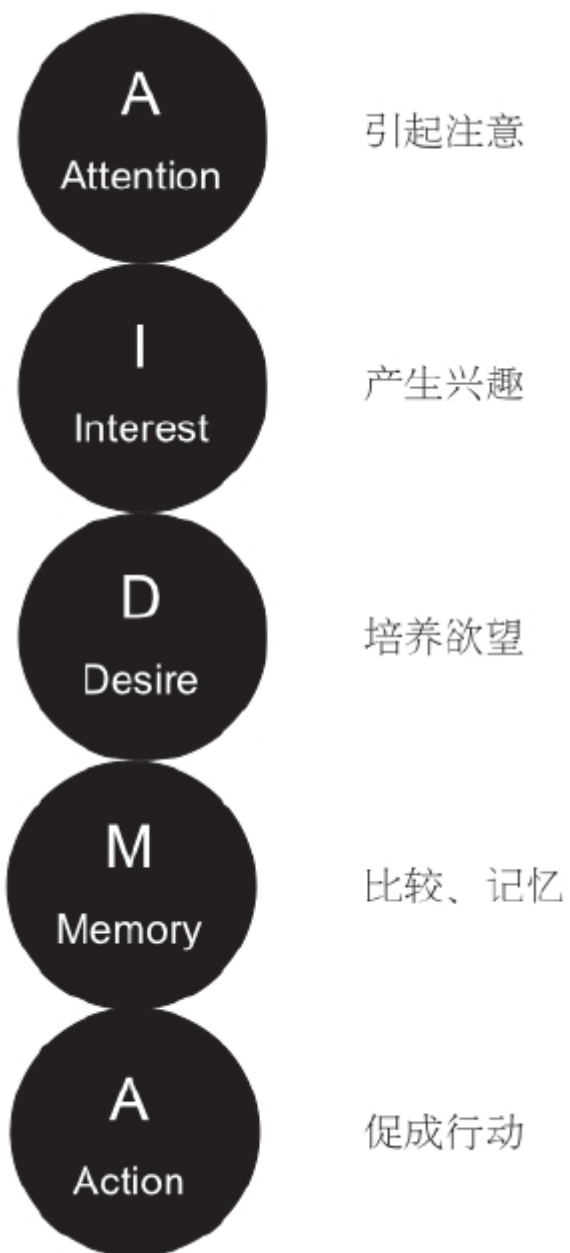 A
Attention
引起注意
I
Interest
产生兴趣
D
Desire
培养欲望
M
Memory
比较、记忆
A
Action
促成行动